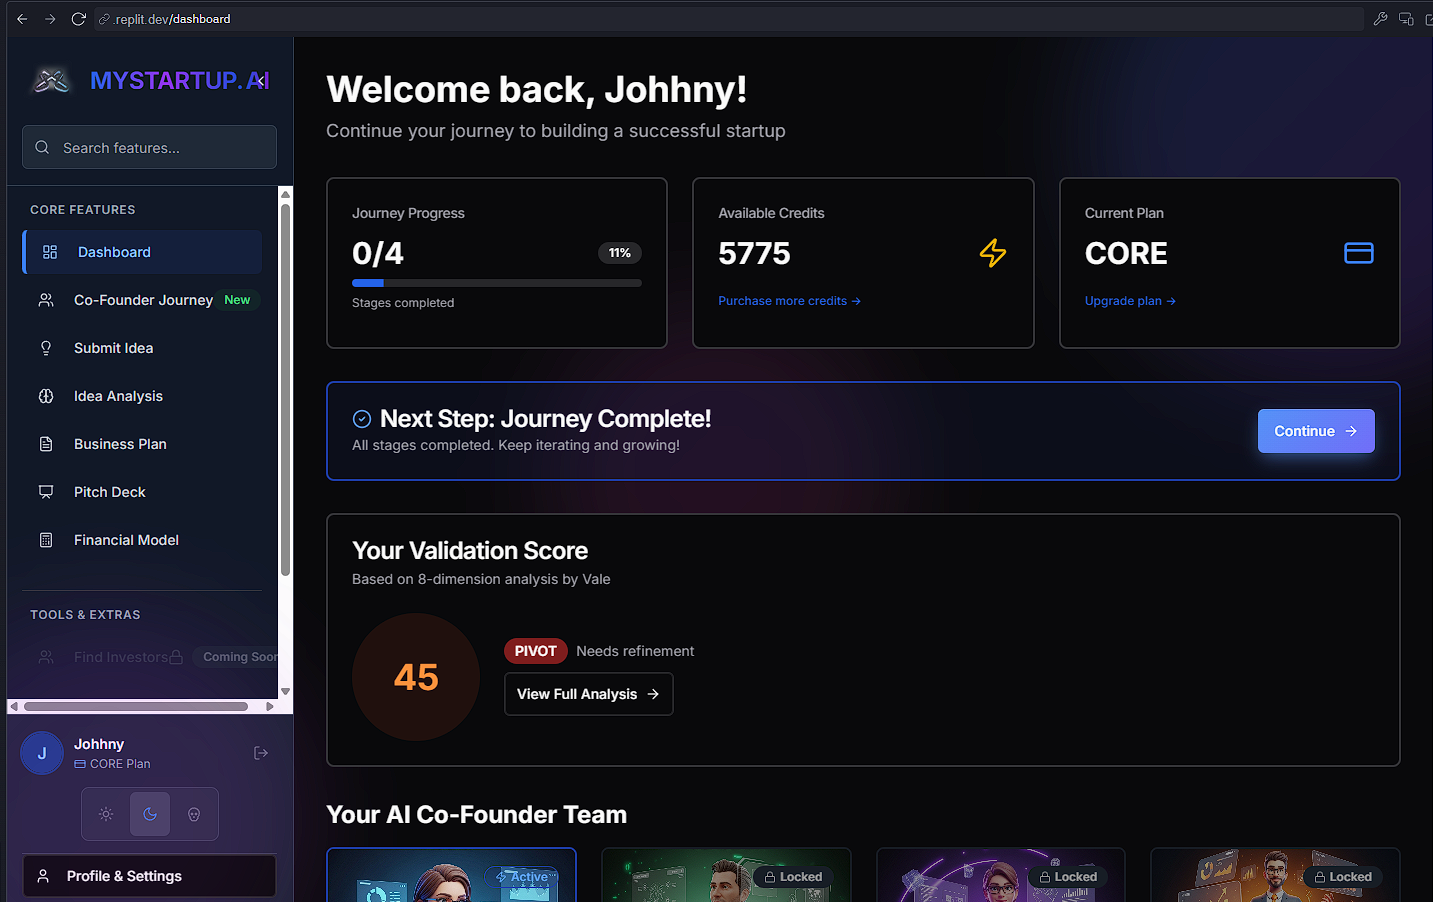 .replit.dev/dashboard
MYSTARTUP.AI
Search features...
CORE FEATURES
Dashboard
Co-Founder Journey New
Submit Idea
Idea Analysis
Business Plan
Pitch Deck
Financial Model
TOOLS & EXTRAS
Find Investors Coming Soon
J
Johhny
CORE Plan
Profile & Settings
Welcome back, Johhny!
Continue your journey to building a successful startup
Journey Progress
0/4 11%
Stages completed
Available Credits
5775
Purchase more credits →
Current Plan
CORE
Upgrade plan →
Next Step: Journey Complete!
All stages completed. Keep iterating and growing!
Continue →
Your Validation Score
Based on 8-dimension analysis by Vale
45
PIVOT Needs refinement
View Full Analysis →
Your AI Co-Founder Team
Active
Locked
Locked
Locked